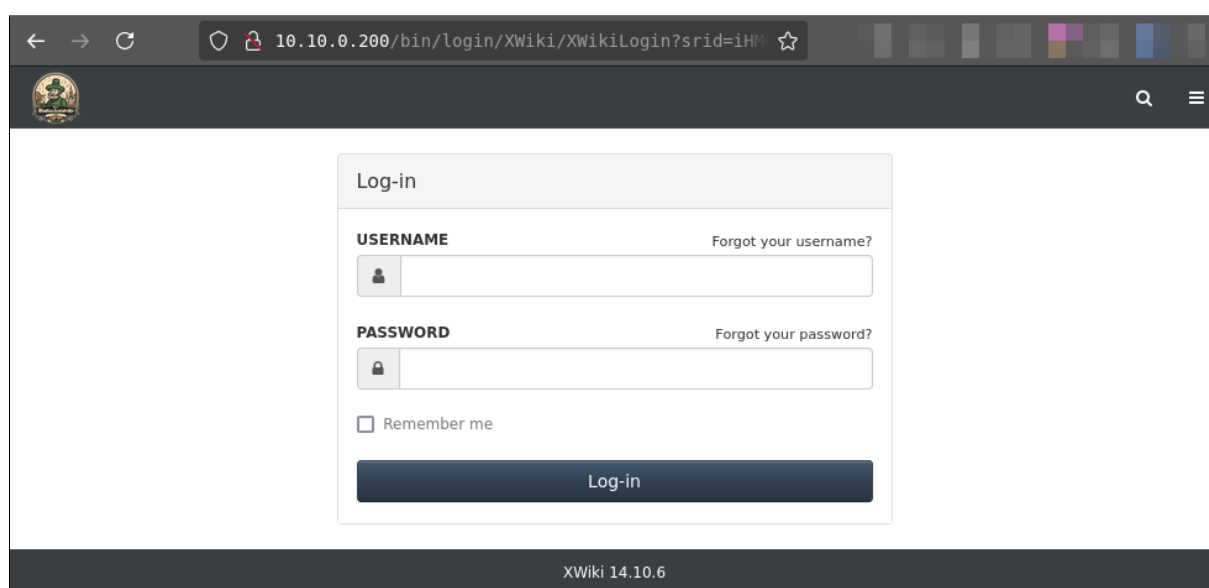 10.10.0.200/bin/login/XWiki/XWikiLogin?srid=iHM
Log-in
USERNAME
Forgot your username?
PASSWORD
Forgot your password?
Remember me
Log-in
XWiki 14.10.6